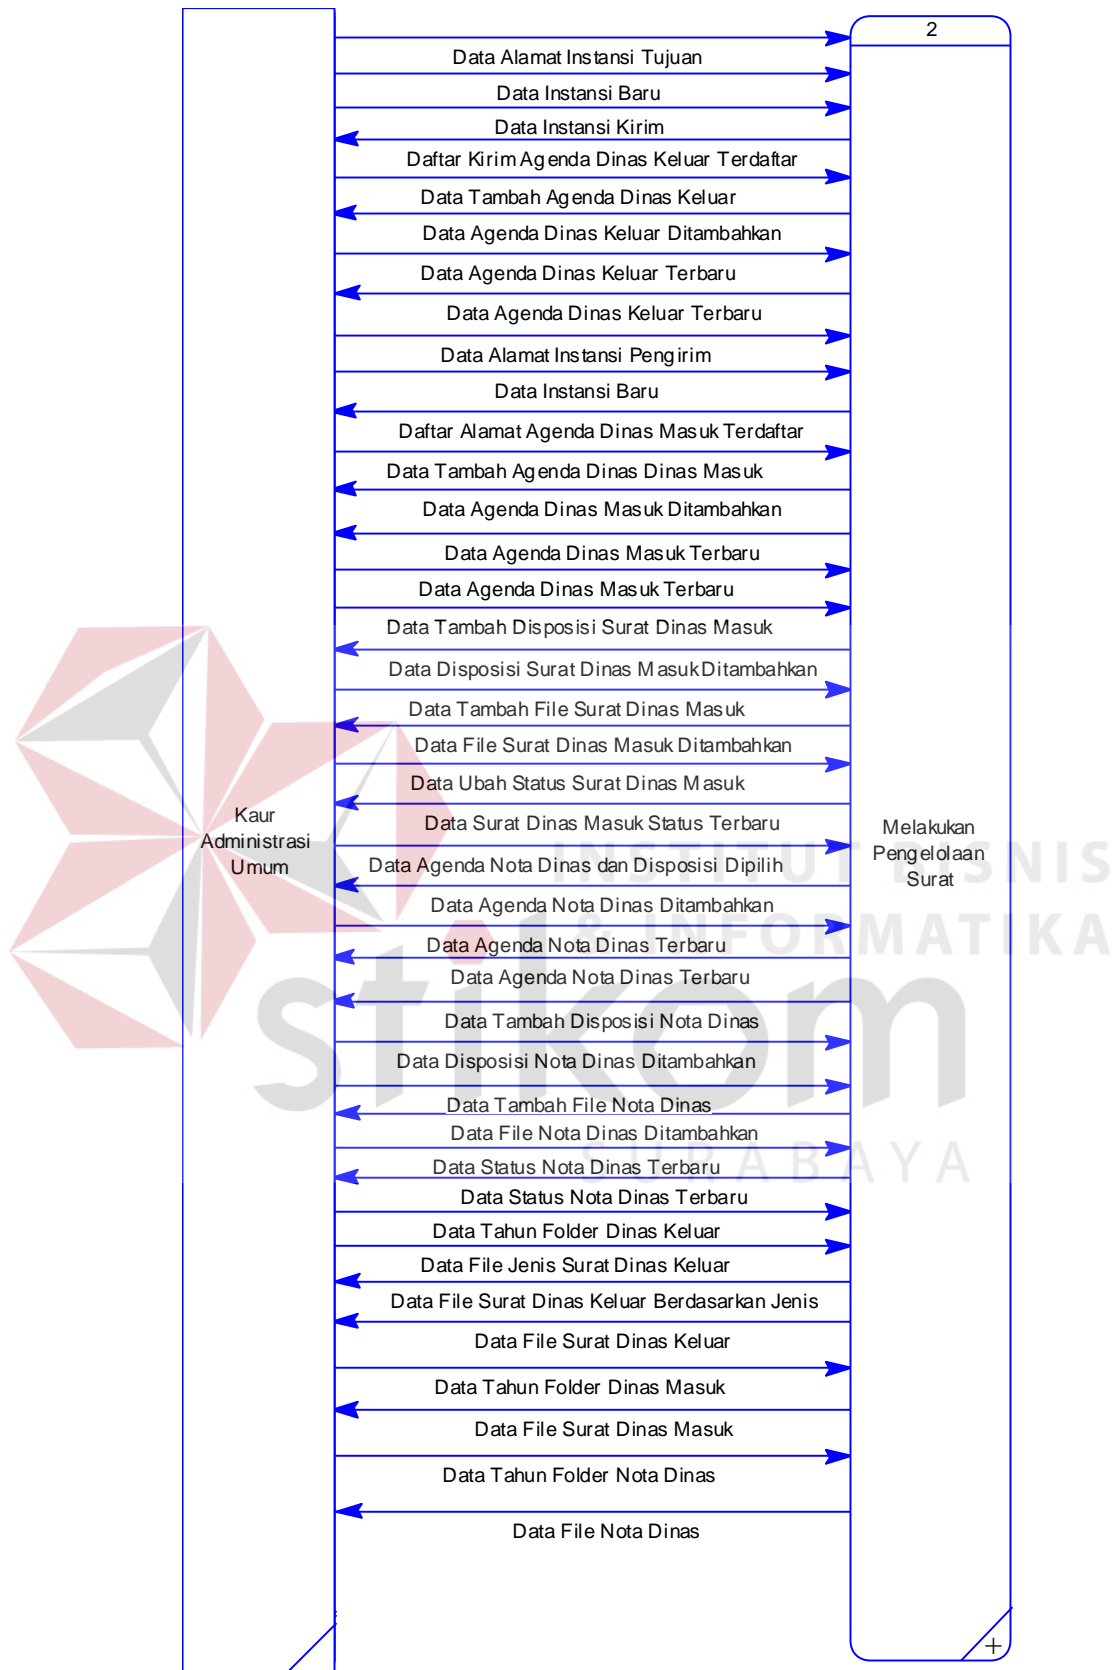 2
Data Alamat Instansi Tujuan
Data Instansi Baru
Data Instansi Kirim
Daftar Kirim Agenda Dinas Keluar Terdaftar
Data Tambah Agenda Dinas Keluar
Data Agenda Dinas Keluar Ditambahkan
Data Agenda Dinas Keluar Terbaru
Data Agenda Dinas Keluar Terbaru
Data Alamat Instansi Pengirim
Data Instansi Baru
Daftar Alamat Agenda Dinas Masuk Terdaftar
Data Tambah Agenda Dinas Dinas Masuk
Data Agenda Dinas Masuk Ditambahkan
Data Agenda Dinas Masuk Terbaru
Data Agenda Dinas Masuk Terbaru
Data Tambah Disposisi Surat Dinas Masuk
Data Disposisi Surat Dinas Masuk Ditambahkan
Data Tambah File Surat Dinas Masuk
Data File Surat Dinas Masuk Ditambahkan
Data Ubah Status Surat Dinas Masuk
Data Surat Dinas Masuk Status Terbaru
Data Agenda Nota Dinas dan Disposisi Dipilih
Data Agenda Nota Dinas Ditambahkan
Data Agenda Nota Dinas Terbaru
Data Agenda Nota Dinas Terbaru
Data Tambah Disposisi Nota Dinas
Data Disposisi Nota Dinas Ditambahkan
Data Tambah File Nota Dinas
Data File Nota Dinas Ditambahkan
Data Status Nota Dinas Terbaru
Data Status Nota Dinas Terbaru
Data Tahun Folder Dinas Keluar
Data File Jenis Surat Dinas Keluar
Data File Surat Dinas Keluar Berdasarkan Jenis
Data File Surat Dinas Keluar
Data Tahun Folder Dinas Masuk
Data File Surat Dinas Masuk
Data Tahun Folder Nota Dinas
Data File Nota Dinas
Kaur
Administrasi
Umum
Melakukan
Pengelolaan
Surat
+
INSTITUT BISNIS
& INFORMATIKA
stikom
SURABAYA